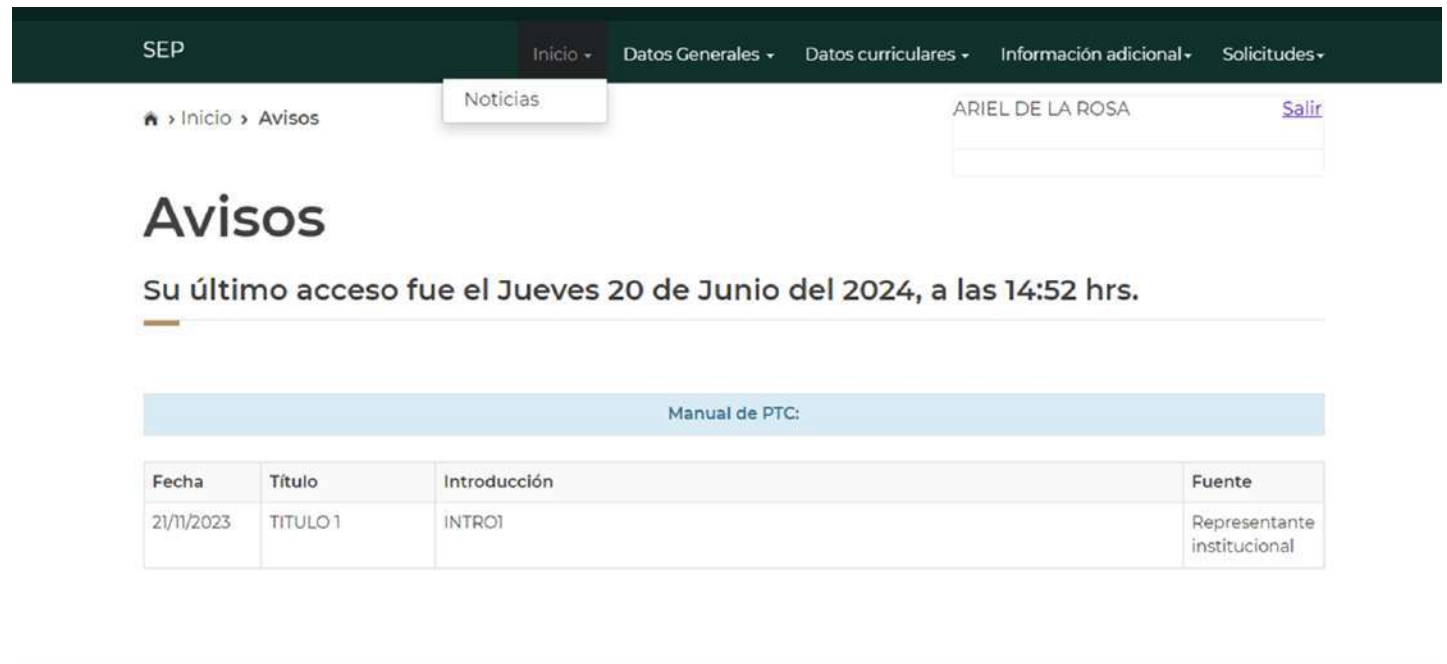 SEP
Inicio Datos Generales Datos curriculares Información adicional Solicitudes
Noticias
Inicio › Avisos
ARIEL DE LA ROSA Salir
Avisos
Su último acceso fue el Jueves 20 de Junio del 2024, a las 14:52 hrs.
Manual de PTC:
Fecha Título Introducción Fuente
21/11/2023 TITULO 1 INTRO1 Representante
institucional